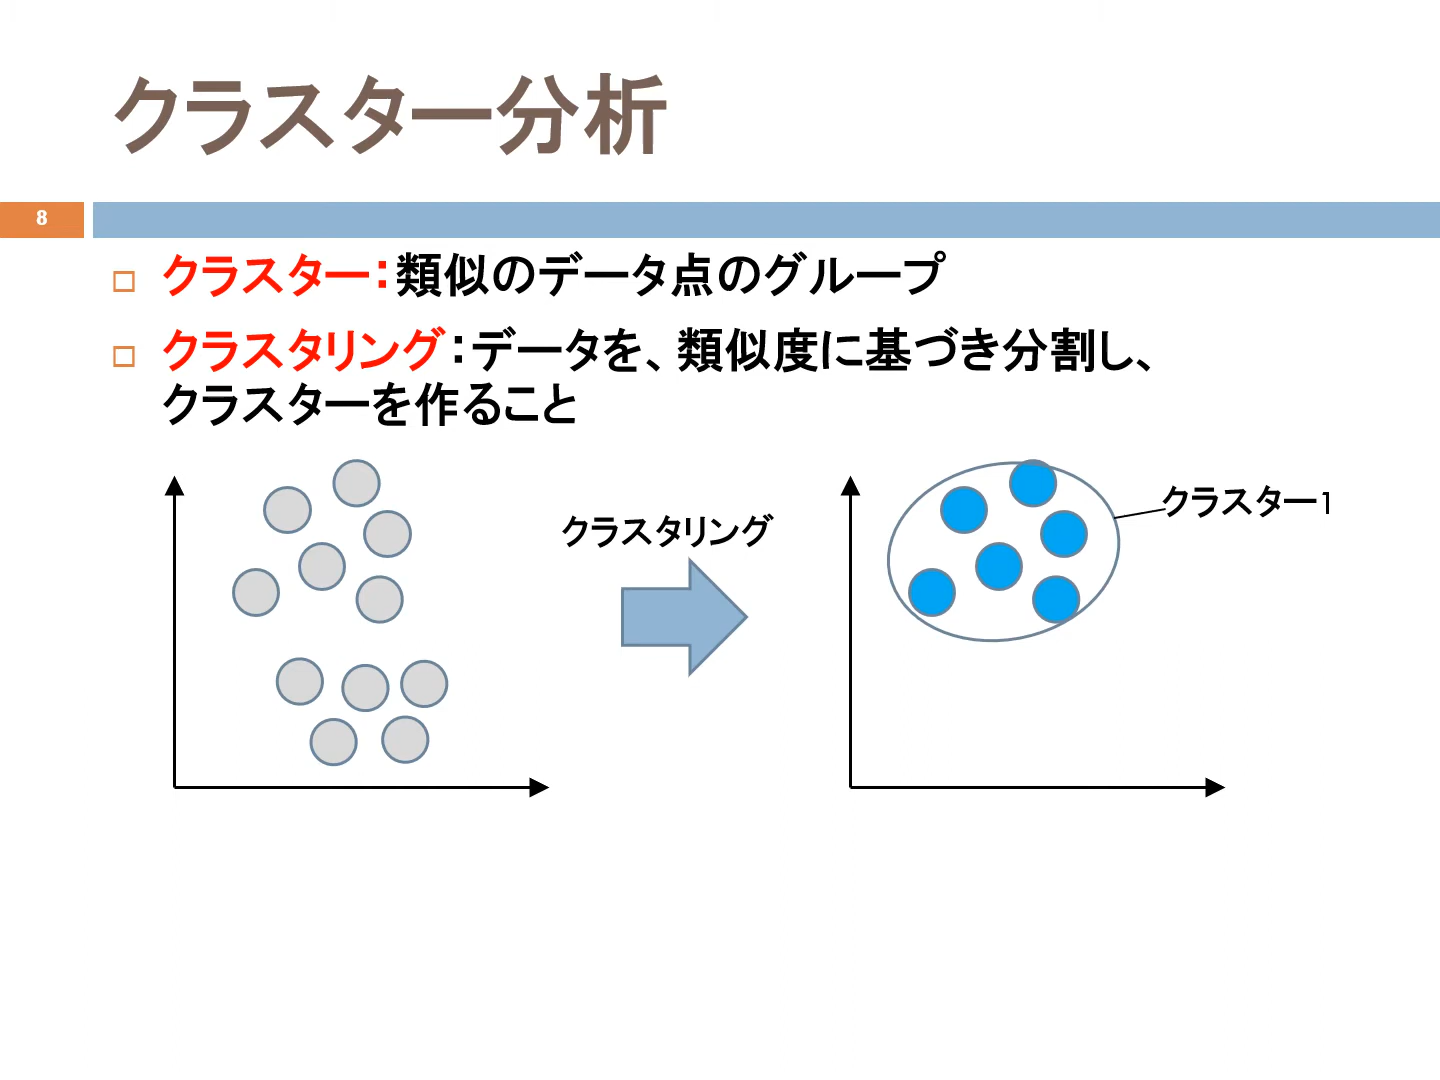 クラスター分析
8
クラスター：類似のデータ点のグループ
クラスタリング：データを、類似度に基づき分割し、
クラスターを作ること
クラスタリング
クラスター1